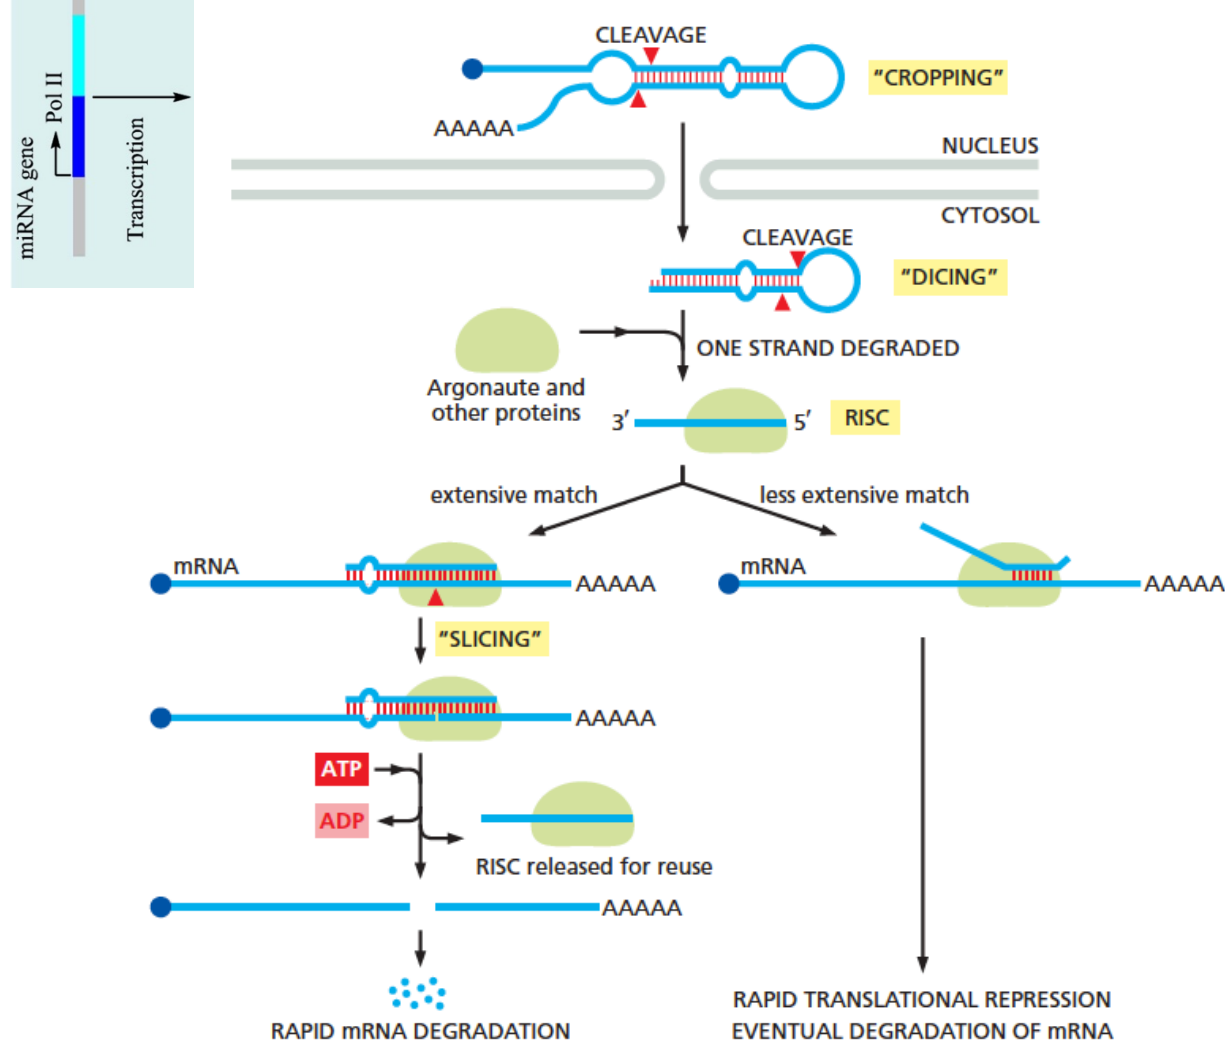 miRNA gene
Pol II
Transcription
CLEAVAGE
"CROPPING"
AAAAA
NUCLEUS
CYTOSOL
CLEAVAGE
"DICING"
ONE STRAND DEGRADED
Argonaute and
other proteins
3′
5′
RISC
extensive match
less extensive match
mRNA
AAAAA
mRNA
AAAAA
"SLICING"
AAAAA
ATP
ADP
RISC released for reuse
AAAAA
RAPID mRNA DEGRADATION
RAPID TRANSLATIONAL REPRESSION
EVENTUAL DEGRADATION OF mRNA